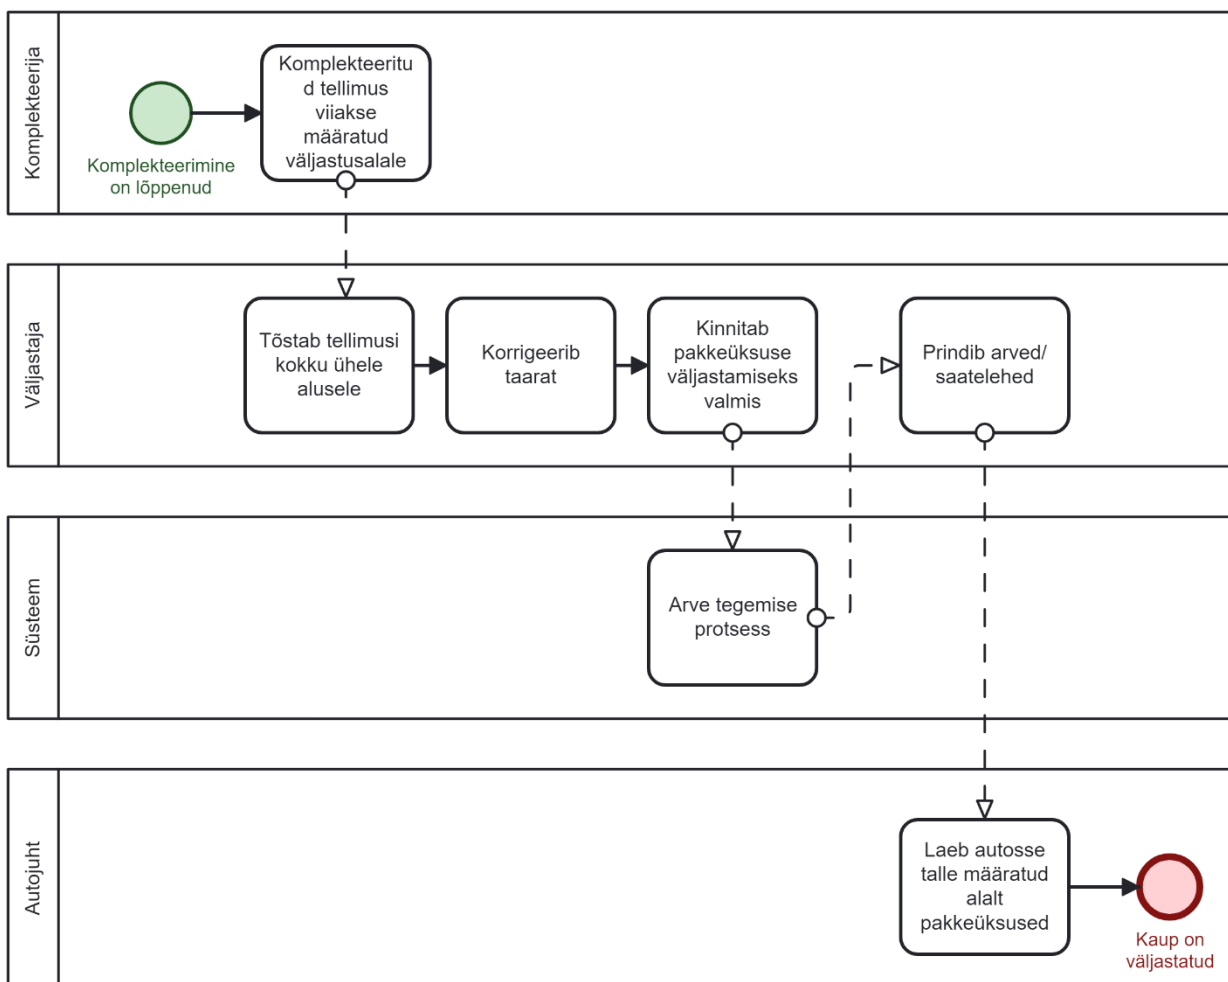 Komplekteerija
Komplekteerimine
on lõppenud
Komplekteeritu
d tellimus
viiakse
määratud
väljastusalale
Väljastaja
Tõstab tellimusi
kokku ühele
alusele
Korrigeerib
taarat
Kinnitab
pakkeüksuse
väljastamiseks
valmis
Prindib arved/
saatelehed
Süsteem
Arve tegemise
protsess
Autojuht
Laeb autosse
talle määratud
alalt
pakkeüksused
Kaup on
väljastatud